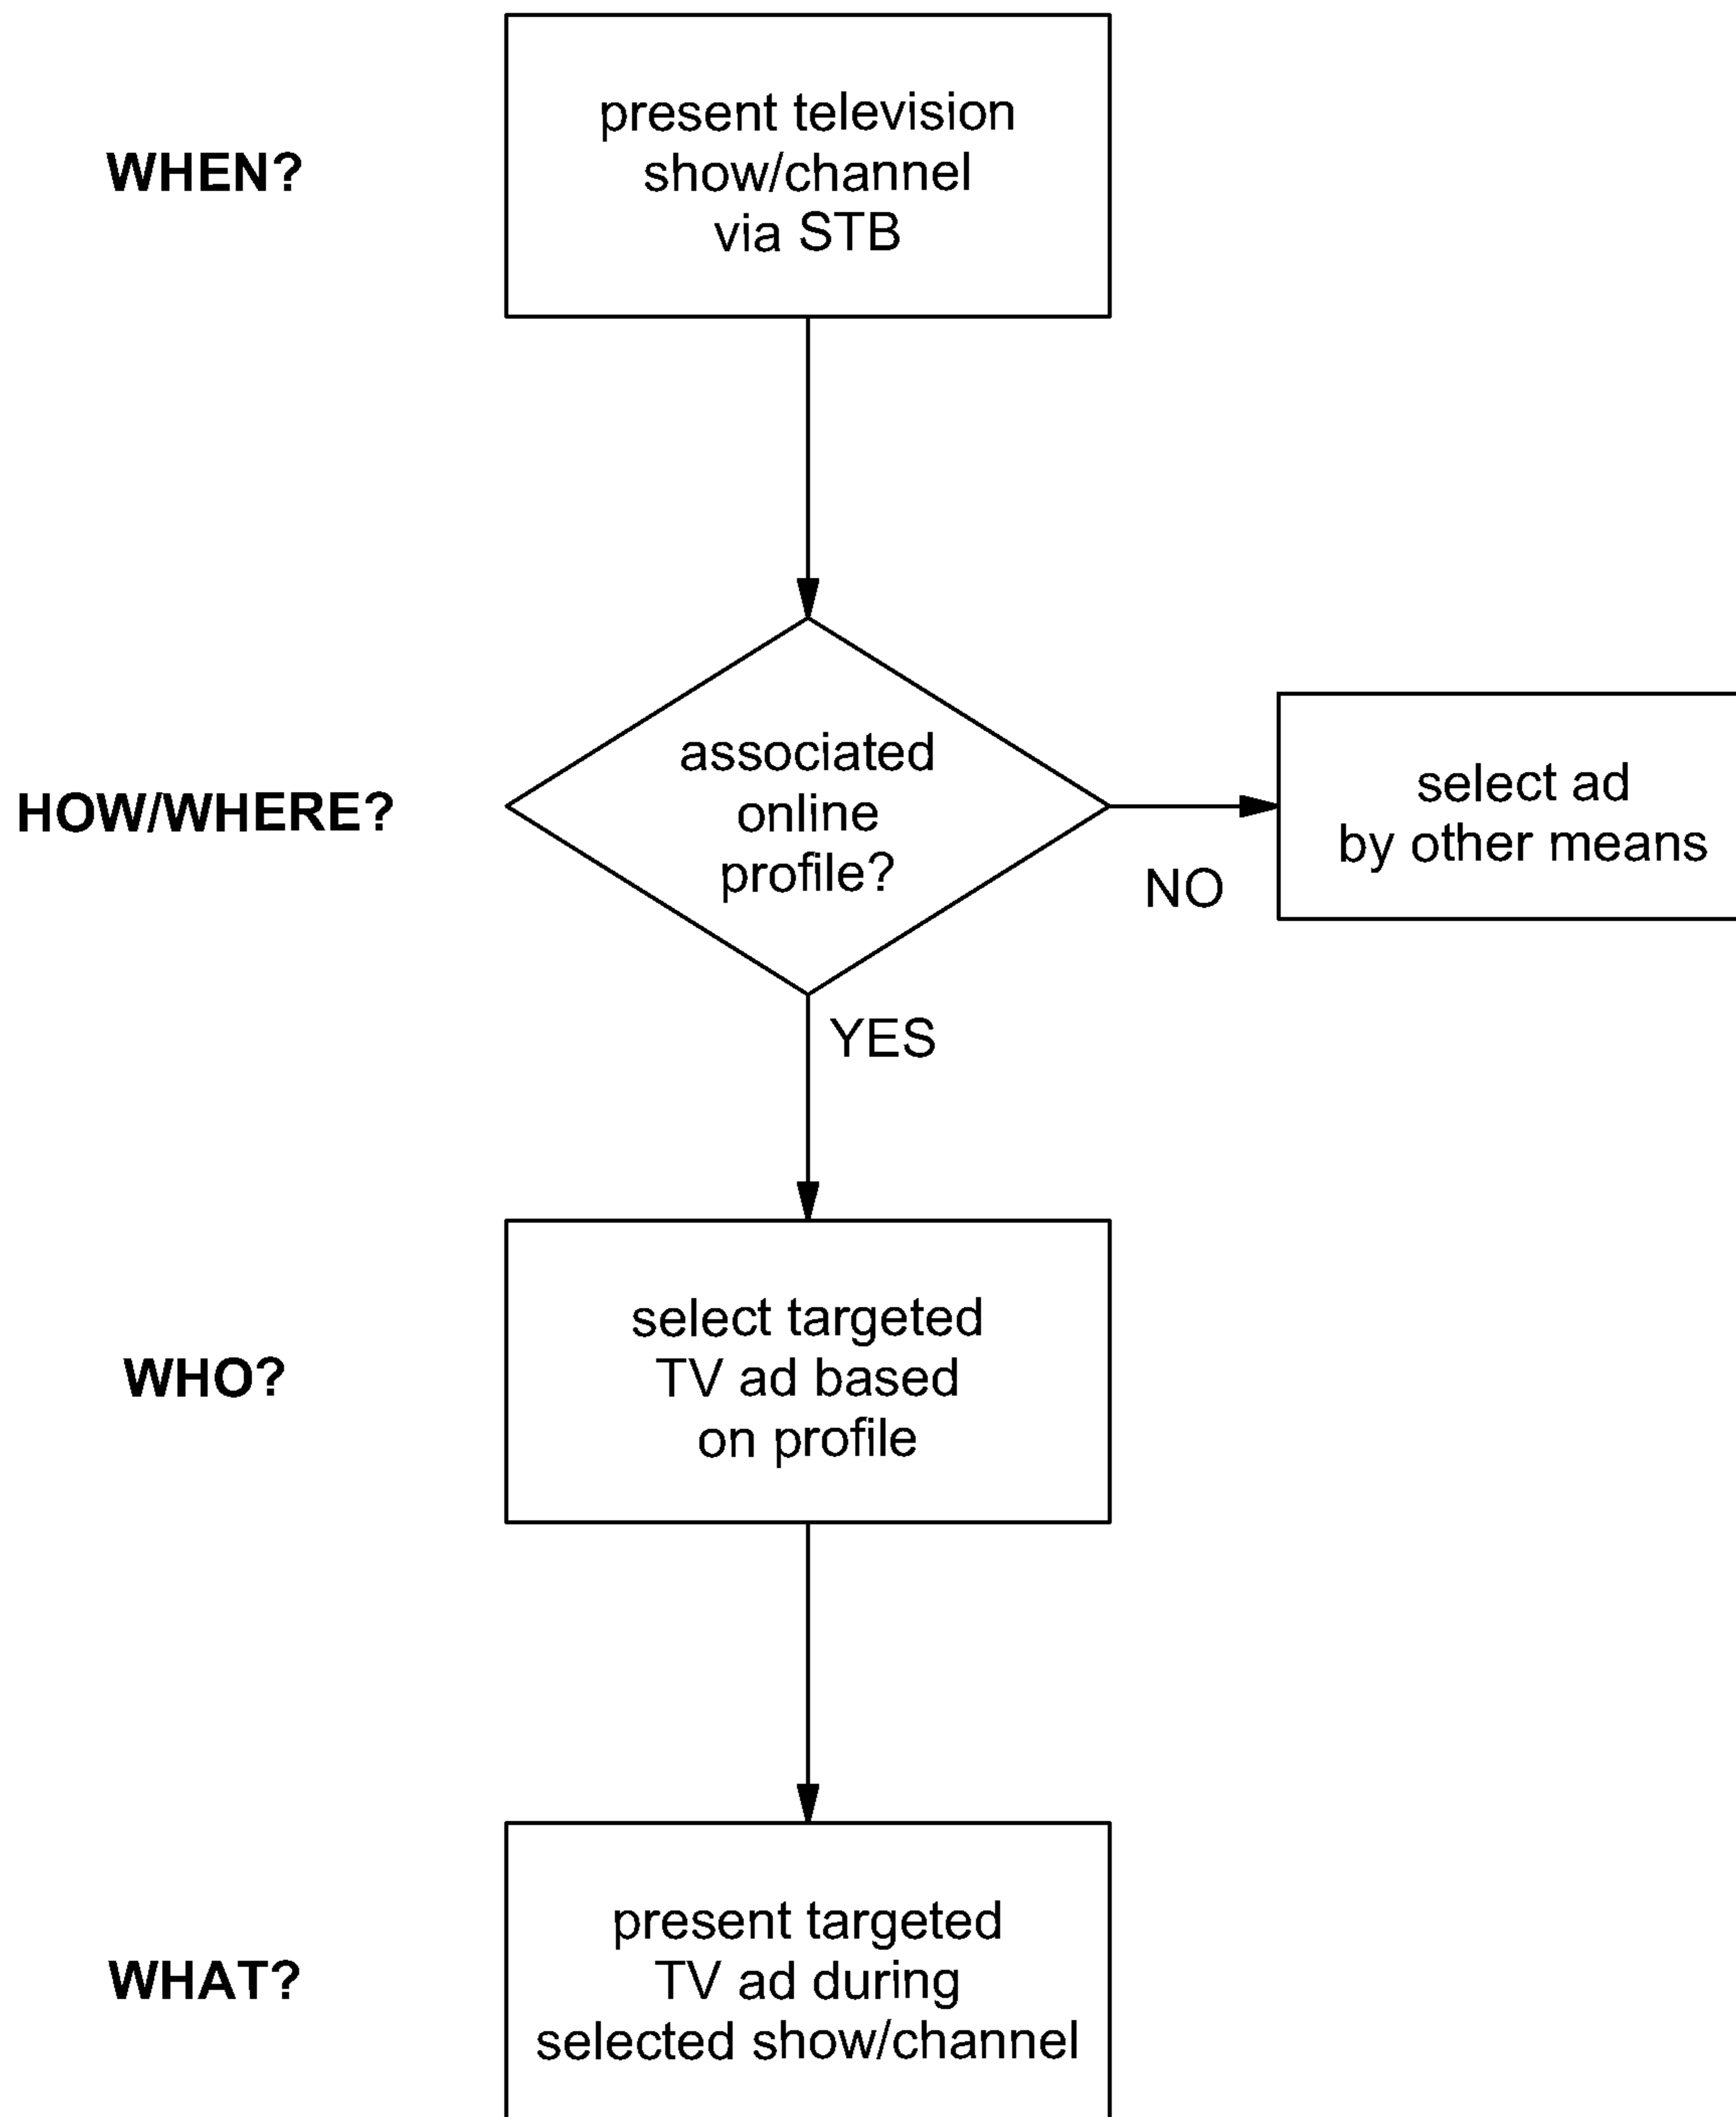 WHEN?
present television
show/channel
via STB
HOW/WHERE?
associated
online
profile?
NO
select ad
by other means
YES
WHO?
select targeted
TV ad based
on profile
WHAT?
present targeted
TV ad during
selected show/channel